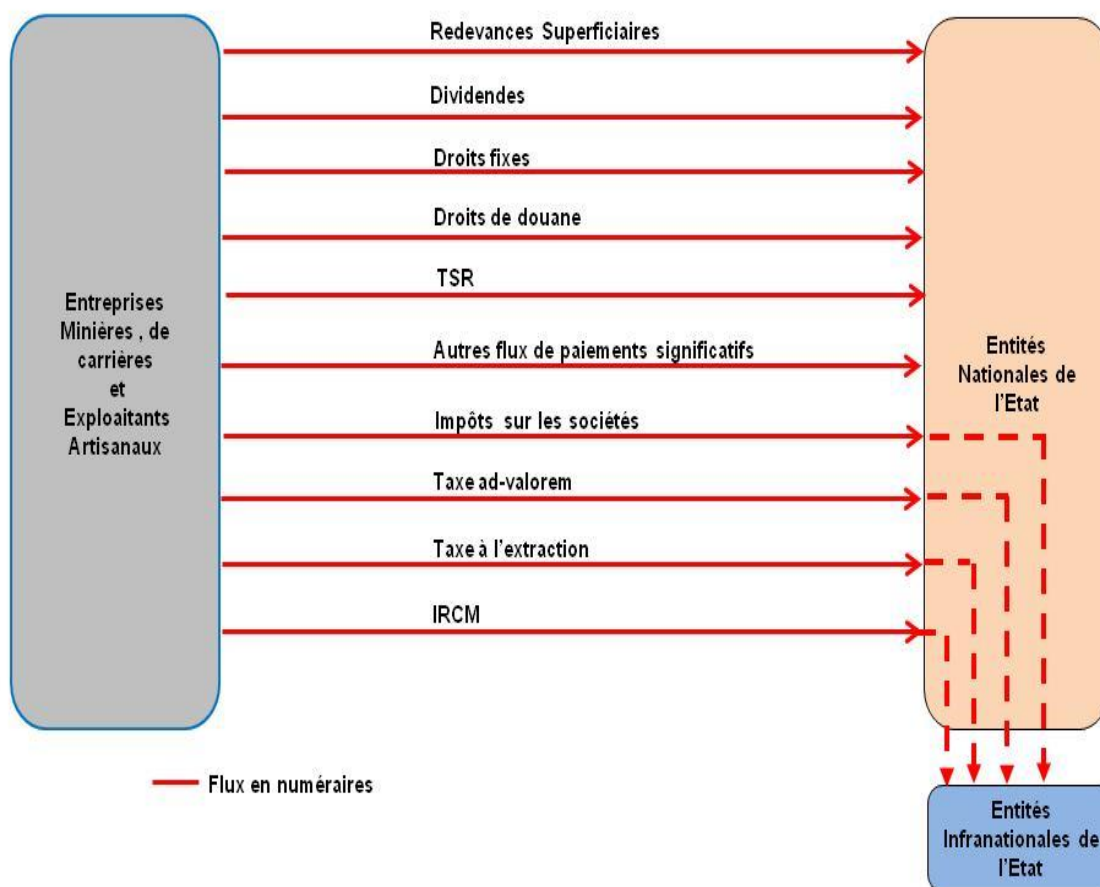 Redevances Superficiaires
Dividendes
Droits fixes
Droits de douane
TSR
Autres flux de paiements significatifs
Impôts sur les sociétés
Taxe ad-valorem
Taxe à l'extraction
IRCM
Entreprises
Minières , de
carrières
et
Exploaitants
Artisanaux
Entités
Nationales de
l'Etat
Flux en numéraires
Entités
Infranationales de
l'Etat